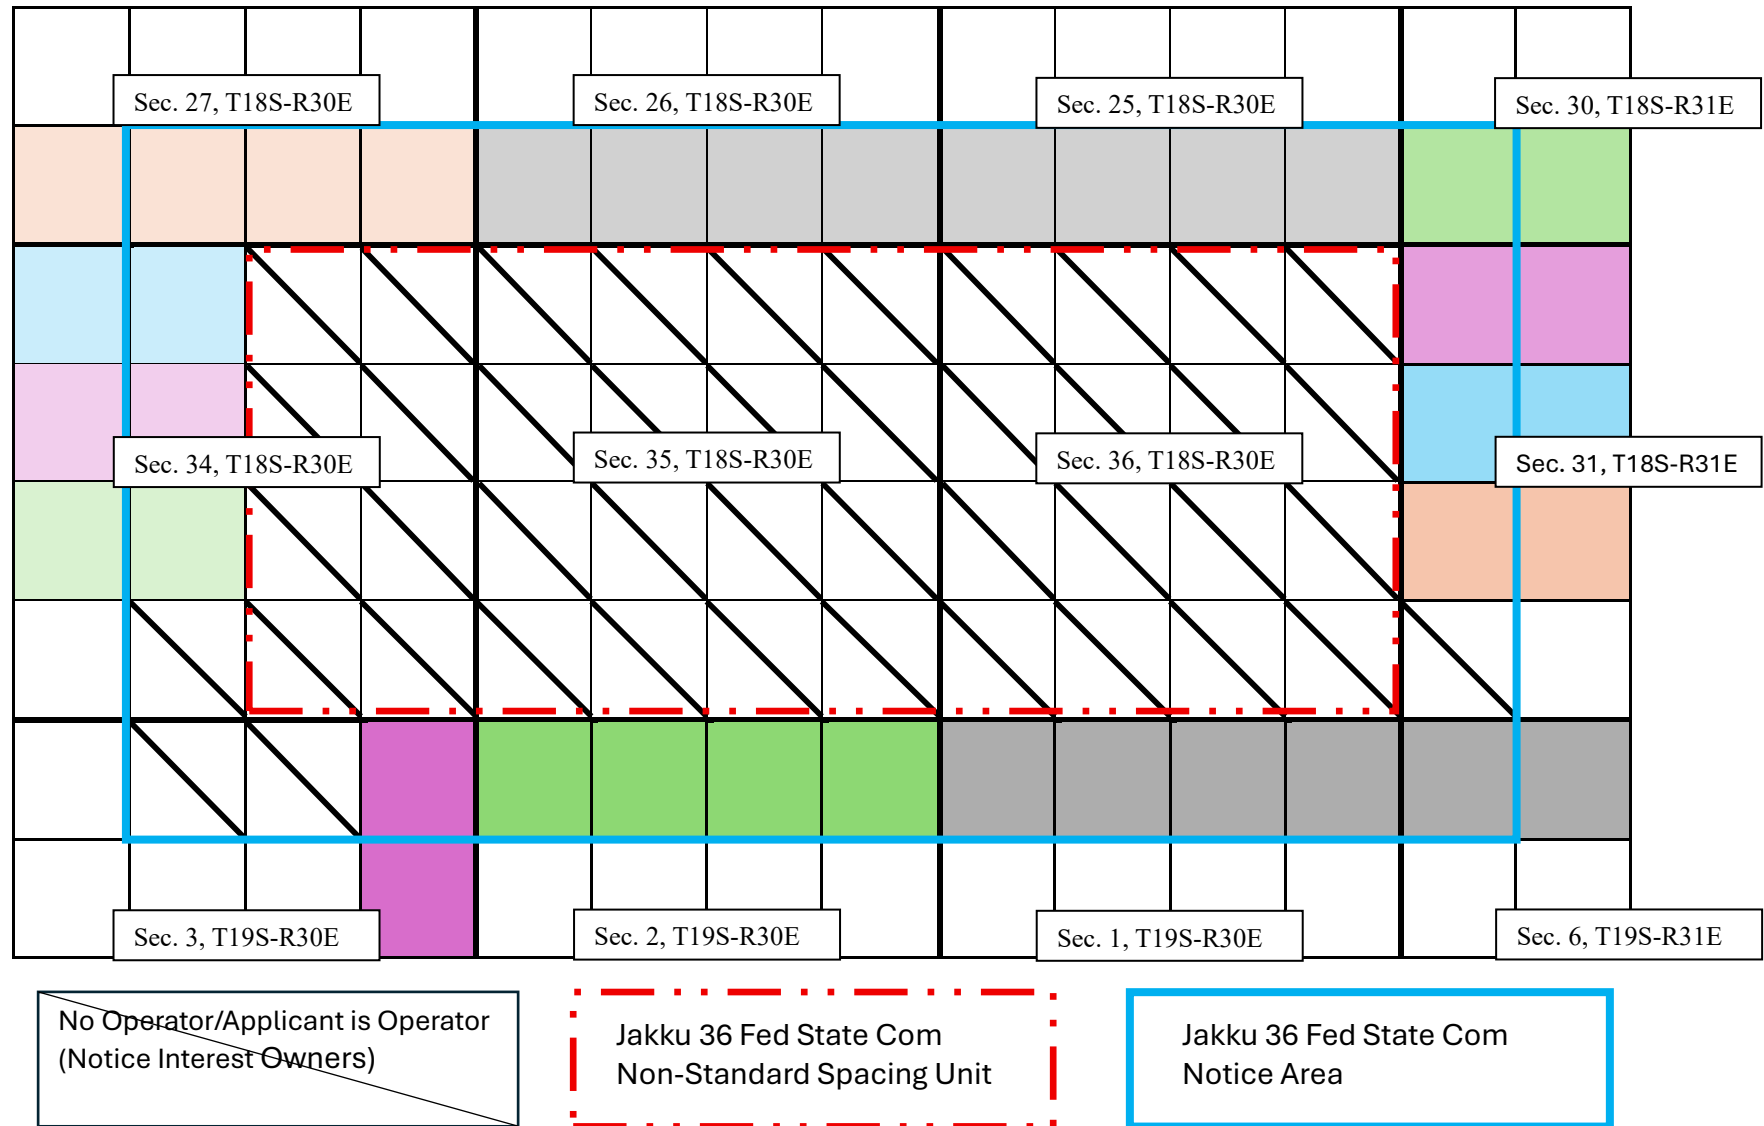 Sec. 27, T18S-R30E
Sec. 26, T18S-R30E
Sec. 25, T18S-R30E
Sec. 30, T18S-R31E
Sec. 34, T18S-R30E
Sec. 35, T18S-R30E
Sec. 36, T18S-R30E
Sec. 31, T18S-R31E
Sec. 3, T19S-R30E
Sec. 2, T19S-R30E
Sec. 1, T19S-R30E
Sec. 6, T19S-R31E
No Operator/Applicant is Operator
(Notice Interest Owners)
Jakku 36 Fed State Com
Non-Standard Spacing Unit
Jakku 36 Fed State Com
Notice Area